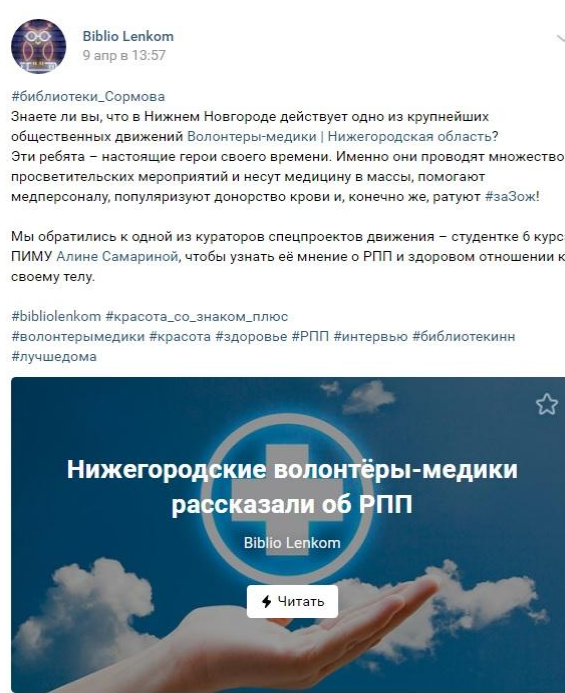 Biblio Lenkom
9 апр в 13:57
#библиотеки_Сормова
Знаете ли вы, что в Нижнем Новгороде действует одно из крупнейших
общественных движений Волонтеры-медики | Нижегородская область?
Эти ребята – настоящие герои своего времени. Именно они проводят множество
просветительских мероприятий и несут медицину в массы, помогают
медперсоналу, популяризуют донорство крови и, конечно же, ратуют #заЗож!
Мы обратились к одной из кураторов спецпроектов движения – студентке 6 курс
ПИМУ Алине Самариной, чтобы узнать её мнение о РПП и здоровом отношении к
своему телу.
#bibliolenkom #красота_со_знаком_плюс
#волонтерымедики #красота #здоровье #РПП #интервью #библиотекинн
#лучшедома
Нижегородские волонтёры-медики
рассказали об РПП
Biblio Lenkom
Читать